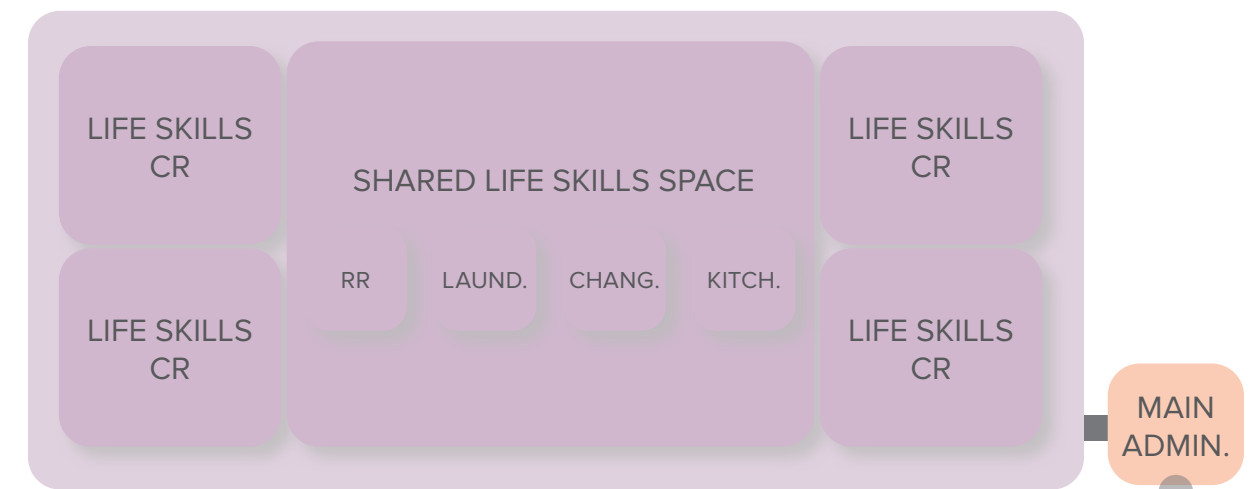 LIFE SKILLS
CR
SHARED LIFE SKILLS SPACE
LIFE SKILLS
CR
RR
LAUND.
CHANG.
KITCH.
LIFE SKILLS
CR
LIFE SKILLS
CR
MAIN
ADMIN.